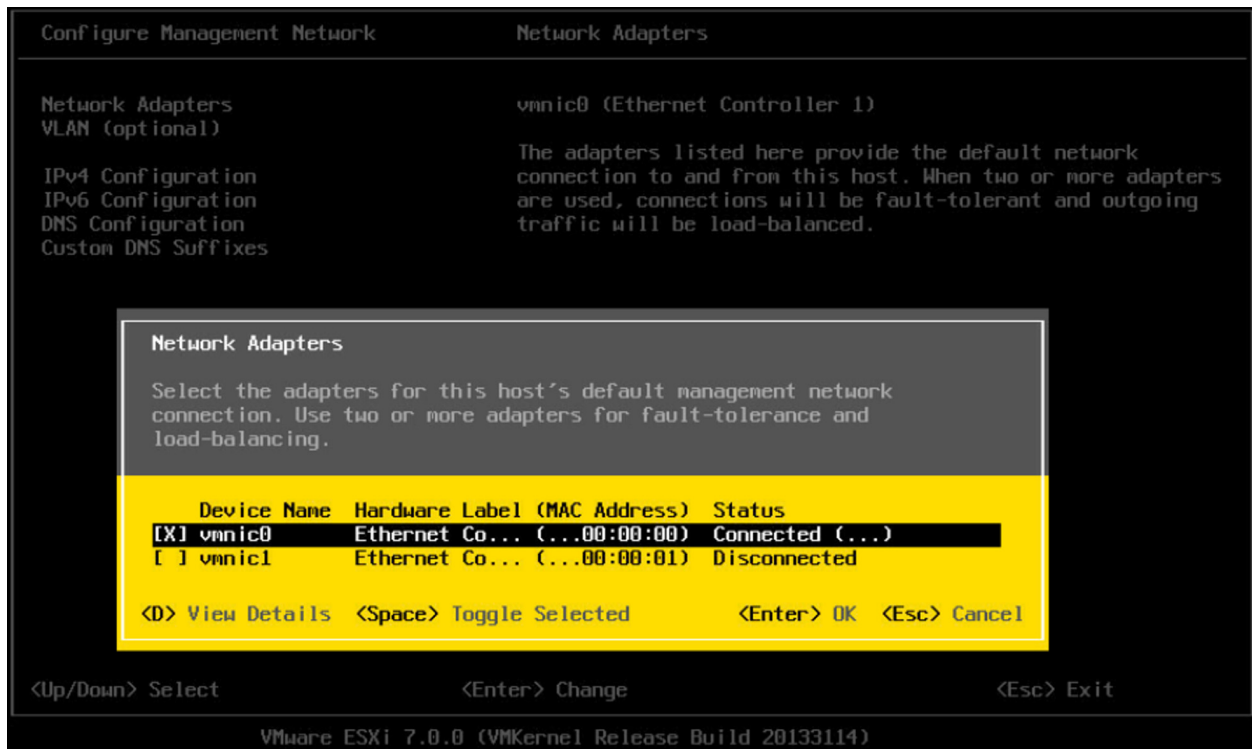 Configure Management Network Network Adapters
Network Adapters vmnic0 (Ethernet Controller 1)
VLAN (optional)
The adapters listed here provide the default network
IPv4 Configuration connection to and from this host. When two or more adapters
IPv6 Configuration are used, connections will be fault-tolerant and outgoing
DNS Configuration traffic will be load-balanced.
Custom DNS Suffixes
Network Adapters
Select the adapters for this host's default management network
connection. Use two or more adapters for fault-tolerance and
load-balancing.
Device Name Hardware Label (MAC Address) Status
[X] vmnic0 Ethernet Co... (...00:00:00) Connected (...)
[ ] vmnic1 Ethernet Co... (...00:00:01) Disconnected
<D> View Details <Space> Toggle Selected <Enter> OK <Esc> Cancel
<Up/Down> Select <Enter> Change <Esc> Exit
VMware ESXi 7.0.0 (VMKernel Release Build 20133114)